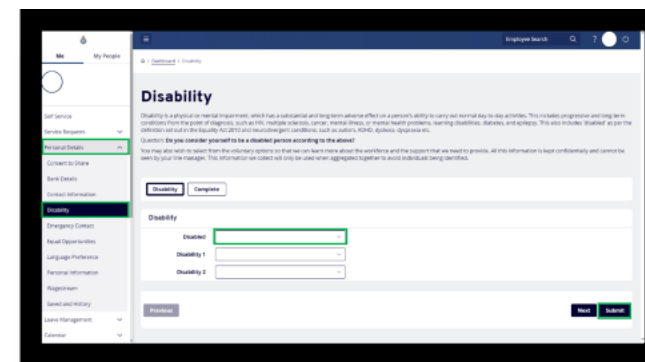 Employee Search
?
Me
My People
/ Dashboard / Disability
Disability
Disability is a physical or mental impairment, which has a substantial and long term adverse effect on a person's ability to carry out normal day to day activities. This includes progressive and long term
conditions from the point of diagnosis, such as HIV, multiple sclerosis, cancer, mental illness, or mental health problems, learning disabilities, diabetes, and epilepsy. This also includes 'disabled' as per the
definition set out in the Equality Act 2010 and neurodivergent conditions, such as autism, ADHD, dyslexia, dyspraxia etc.
Question: Do you consider yourself to be a disabled person according to the above?
You may also wish to select from the voluntary options so that we can learn more about the workforce and the support that we need to provide. All this information is kept confidentially and cannot be
seen by your line manager. This information we collect will only be used when aggregated together to avoid individuals being identified.
Self Service
Service Requests
Personal Details
Consent to Share
Bank Details
Contact Information
Disability
Emergency Contact
Equal Opportunities
Language Preference
Personal Information
Wagestream
Saved and History
Leave Management
Calendar
Disability
Complete
Disability
Disabled
Disability 1
Disability 2
Previous
Next
Submit